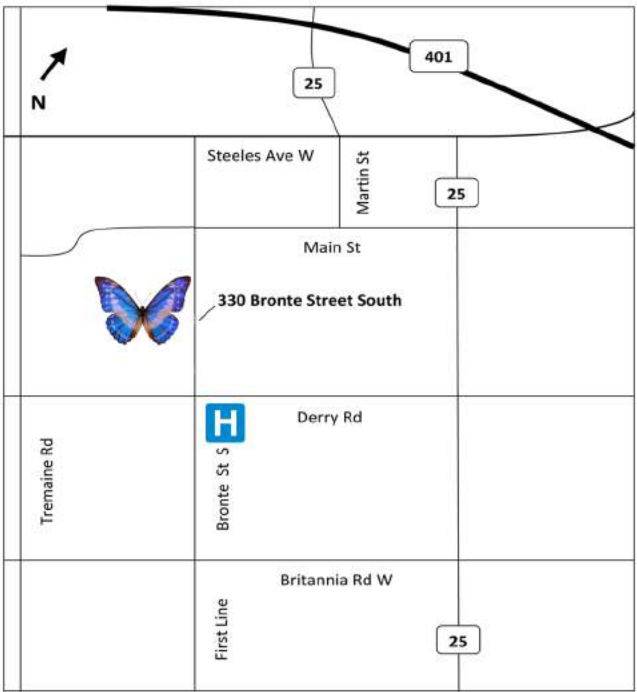 401
25
N
Steeles Ave W
Martin St
25
Main St
330 Bronte Street South
H
Derry Rd
Tremaine Rd
Bronte St S
Britannia Rd W
First Line
25